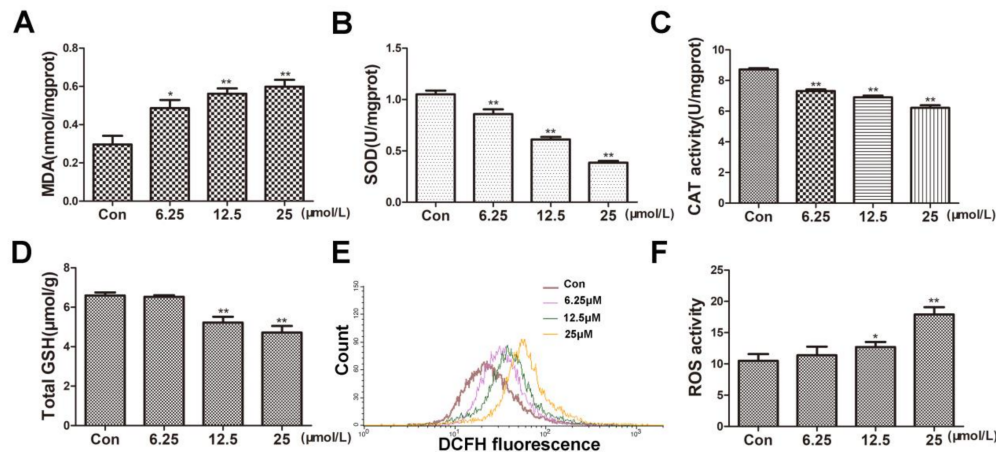 A
MDA(nmol/mgprot)
0.8
0.6
0.4
0.2
0.0
*
**
**
Con
6.25
12.5
25
(μmol/L)
B
SOD(U/mgprot)
1.5
1.0
0.5
0.0
**
**
**
Con
6.25
12.5
25
(μmol/L)
C
CAT activity(U/mgprot)
10
8
6
4
2
0
**
**
**
Con
6.25
12.5
25
(μmol/L)
D
Total GSH(μmol/g)
8
6
4
2
0
**
**
Con
6.25
12.5
25
(μmol/L)
E
Count
150
120
90
60
30
0
Con
6.25μM
12.5μM
25μM
10⁰
10¹
10²
10³
DCFH fluorescence
F
ROS activity
25
20
15
10
5
0
*
**
Con
6.25
12.5
25
(μmol/L)